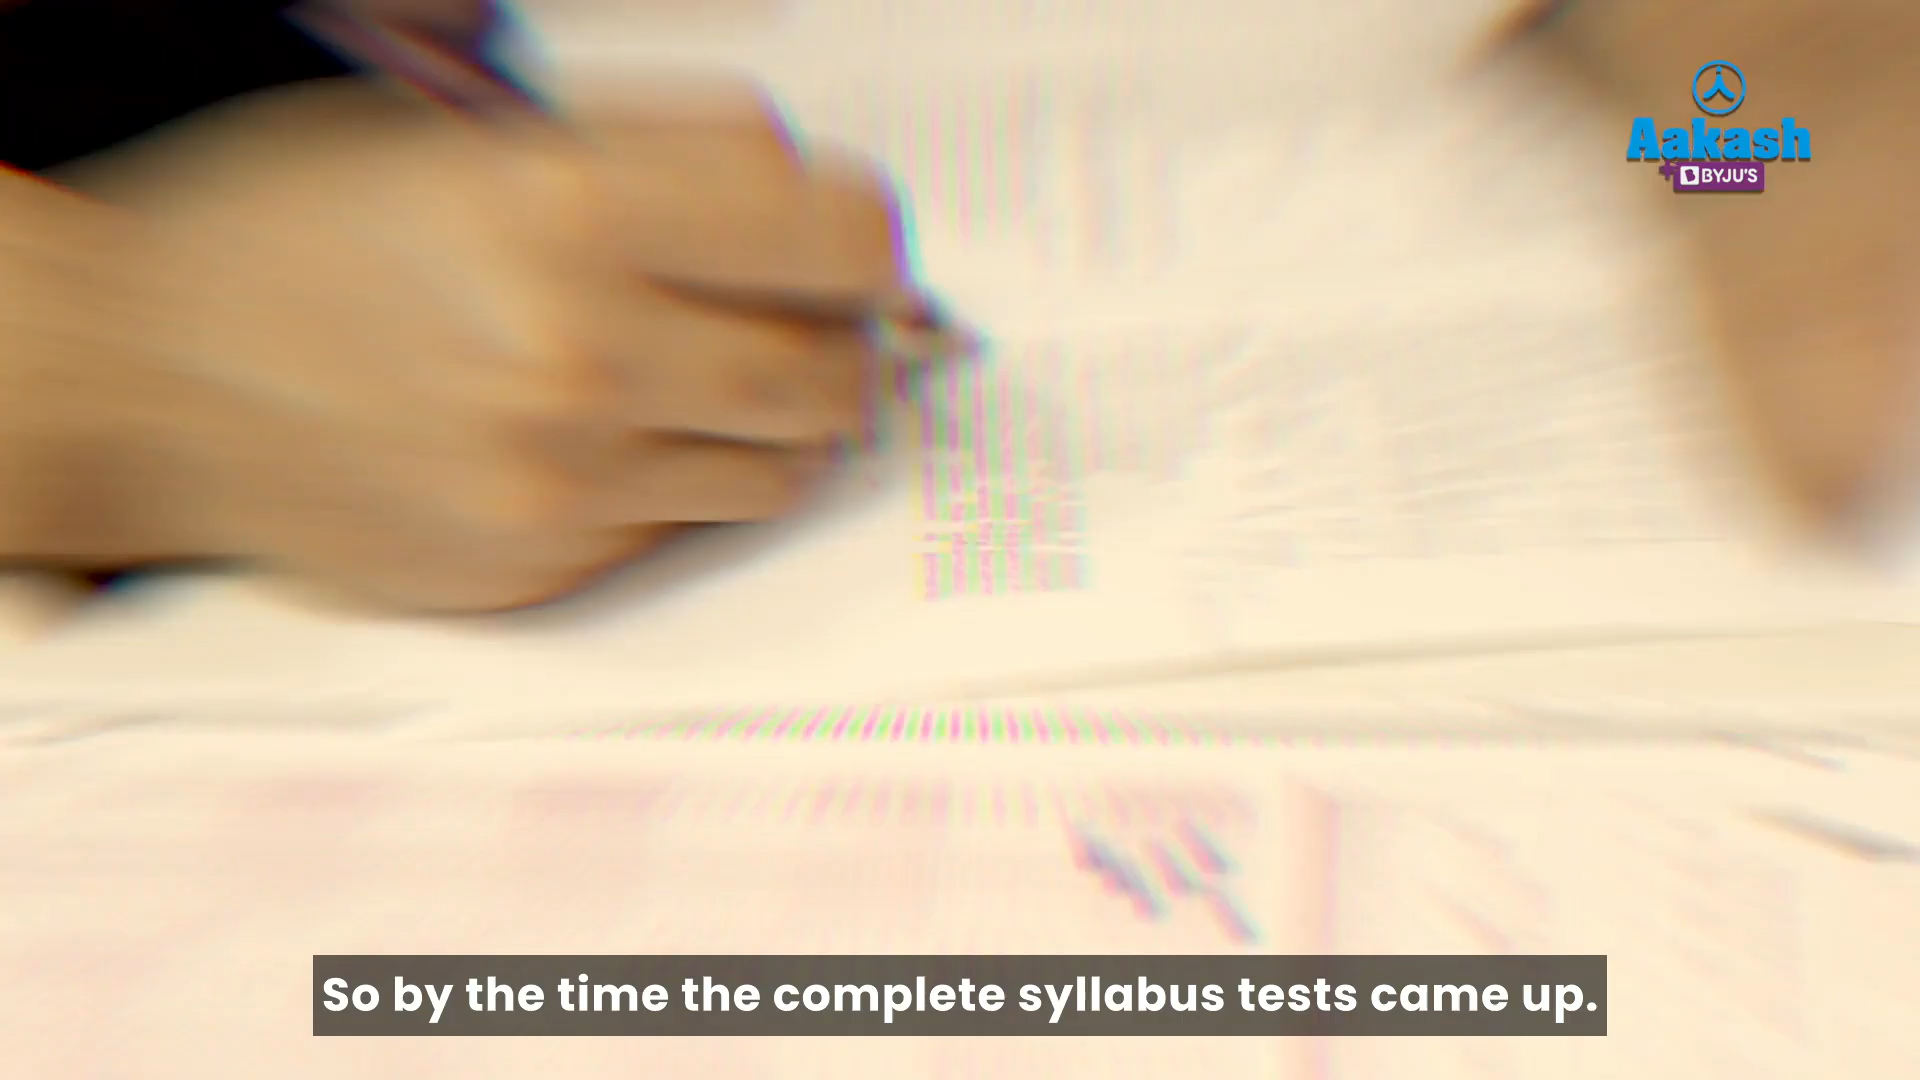 Aakash
+ BYJU'S
So by the time the complete syllabus tests came up.